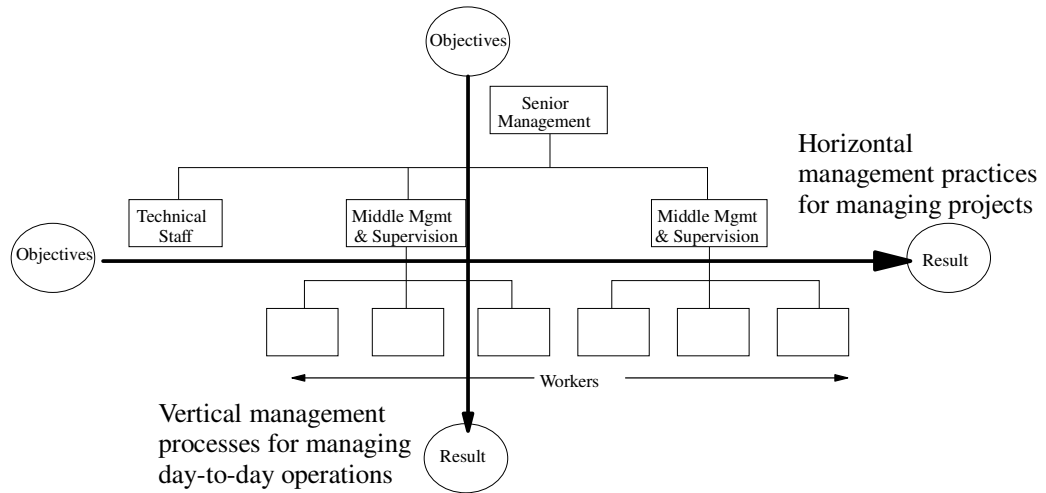 Objectives
Senior
Management
Horizontal
management practices
for managing projects
Technical
Staff
Middle Mgmt
& Supervision
Middle Mgmt
& Supervision
Objectives
Result
Workers
Vertical management
processes for managing
day-to-day operations
Result